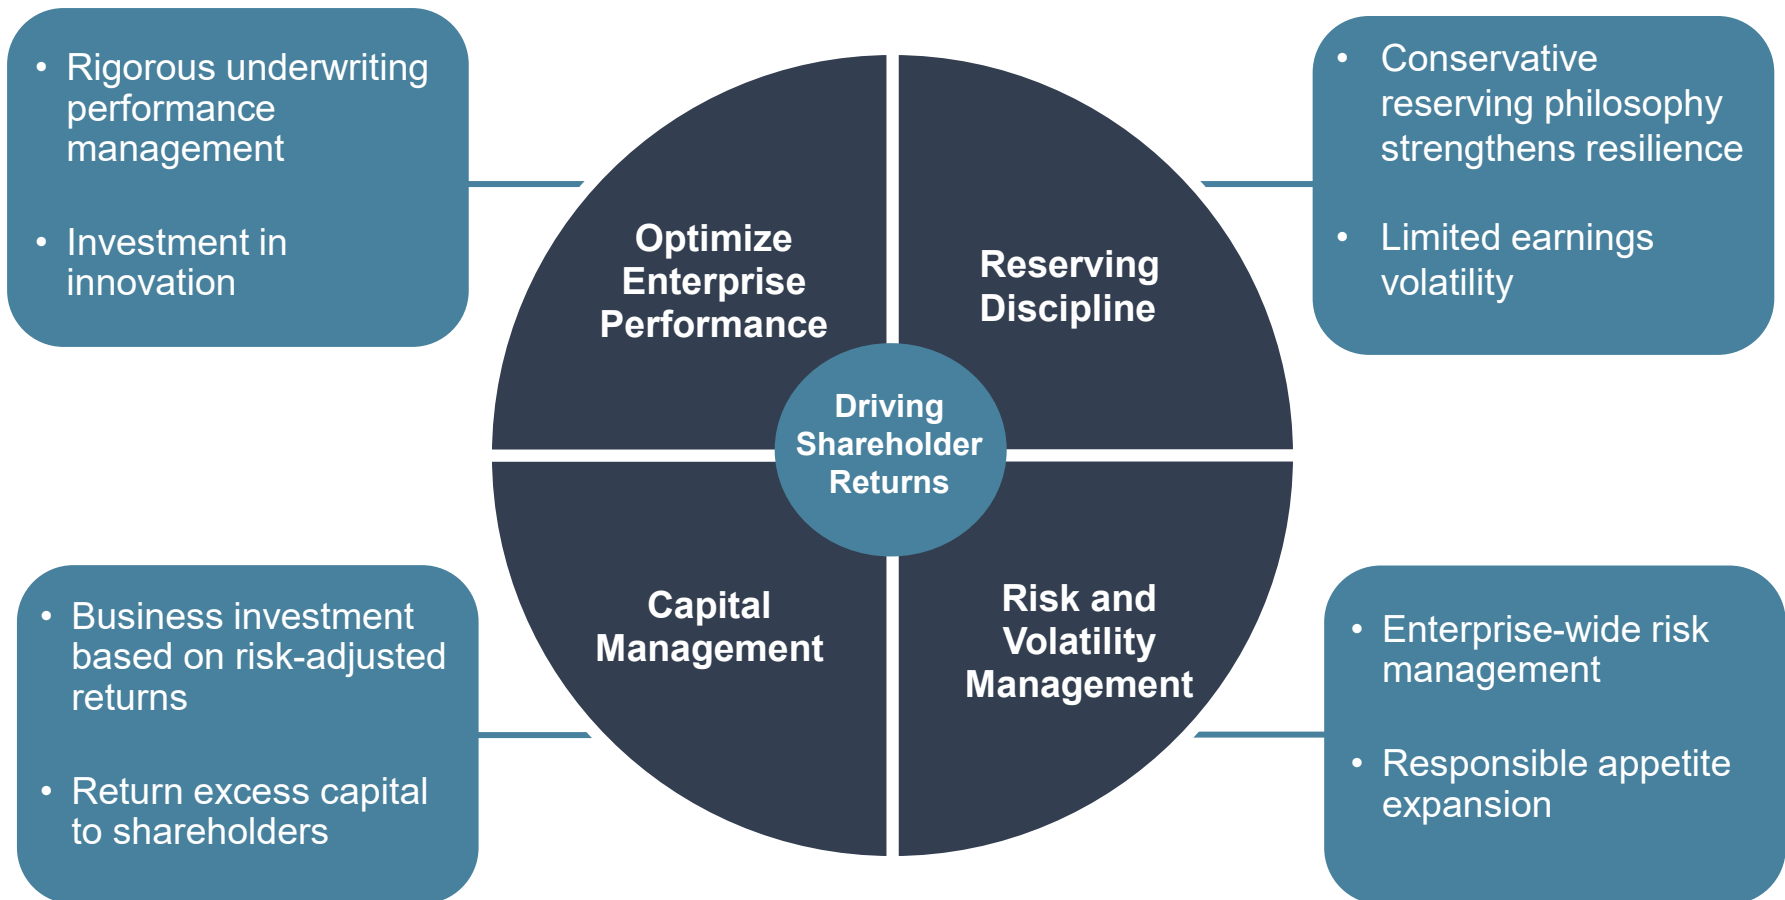 • Rigorous underwriting
performance
management
• Investment in
innovation
• Conservative
reserving philosophy
strengthens resilience
• Limited earnings
volatility
Optimize
Enterprise
Performance
Reserving
Discipline
Driving
Shareholder
Returns
Capital
Management
Risk and
Volatility
Management
• Business investment
based on risk-adjusted
returns
• Return excess capital
to shareholders
• Enterprise-wide risk
management
• Responsible appetite
expansion